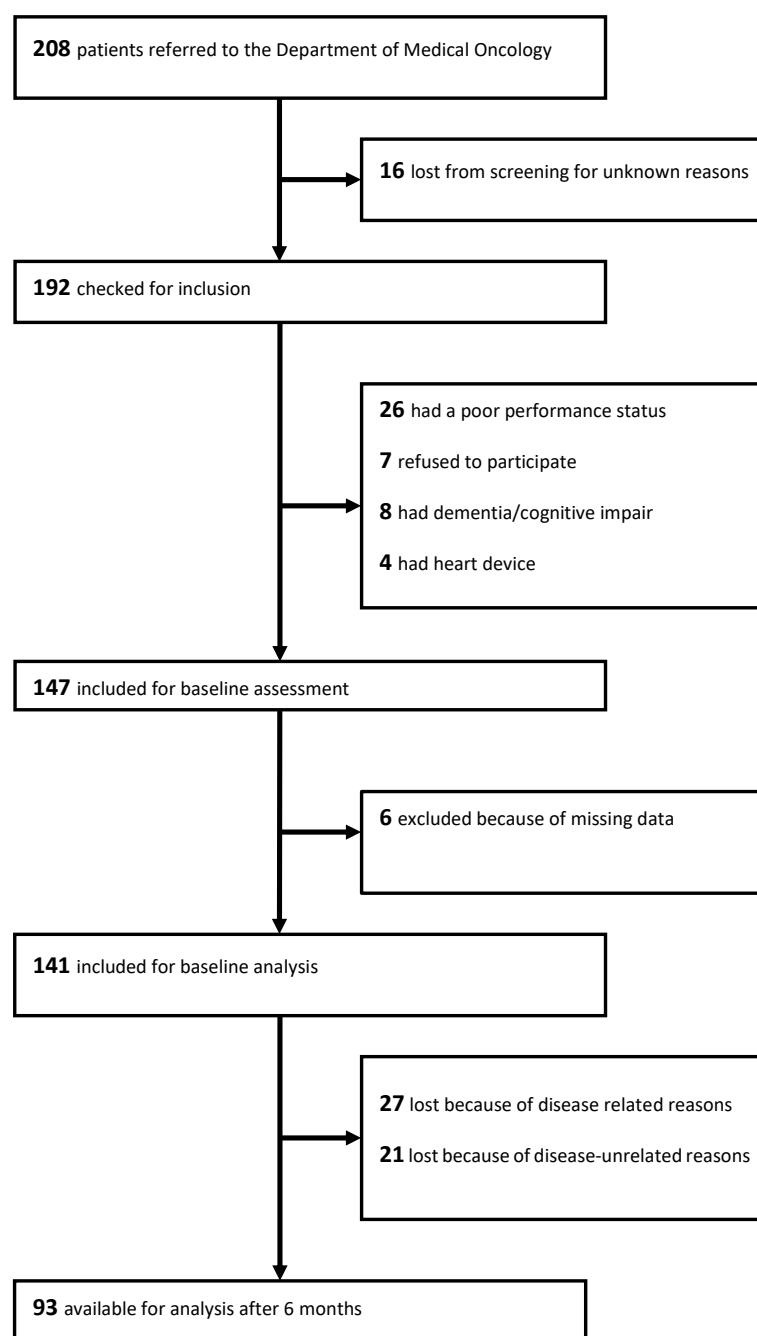 208 patients referred to the Department of Medical Oncology
16 lost from screening for unknown reasons
192 checked for inclusion
26 had a poor performance status
7 refused to participate
8 had dementia/cognitive impair
4 had heart device
147 included for baseline assessment
6 excluded because of missing data
141 included for baseline analysis
27 lost because of disease related reasons
21 lost because of disease-unrelated reasons
93 available for analysis after 6 months